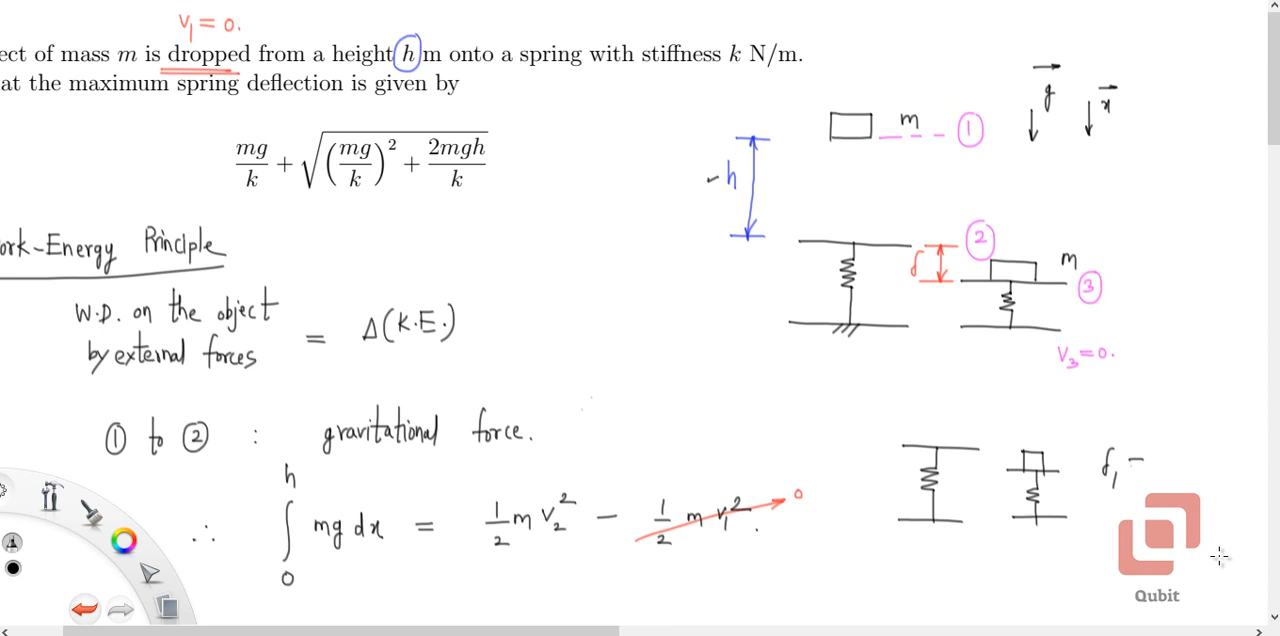 V₁ = 0.
ect of mass m is dropped from a height h m onto a spring with stiffness k N/m.
at the maximum spring deflection is given by
mg/k + √((mg/k)² + 2mgh/k)
ork-Energy Principle
W.D. on the object by external forces = Δ(K.E.)
① to ② : gravitational force.
∴ ∫₀ʰ mg dx = ½ m v₂² − ½ m v₁² → 0.
m ①
g x
h
δ ② m
③
V₃ = 0.
Qubit